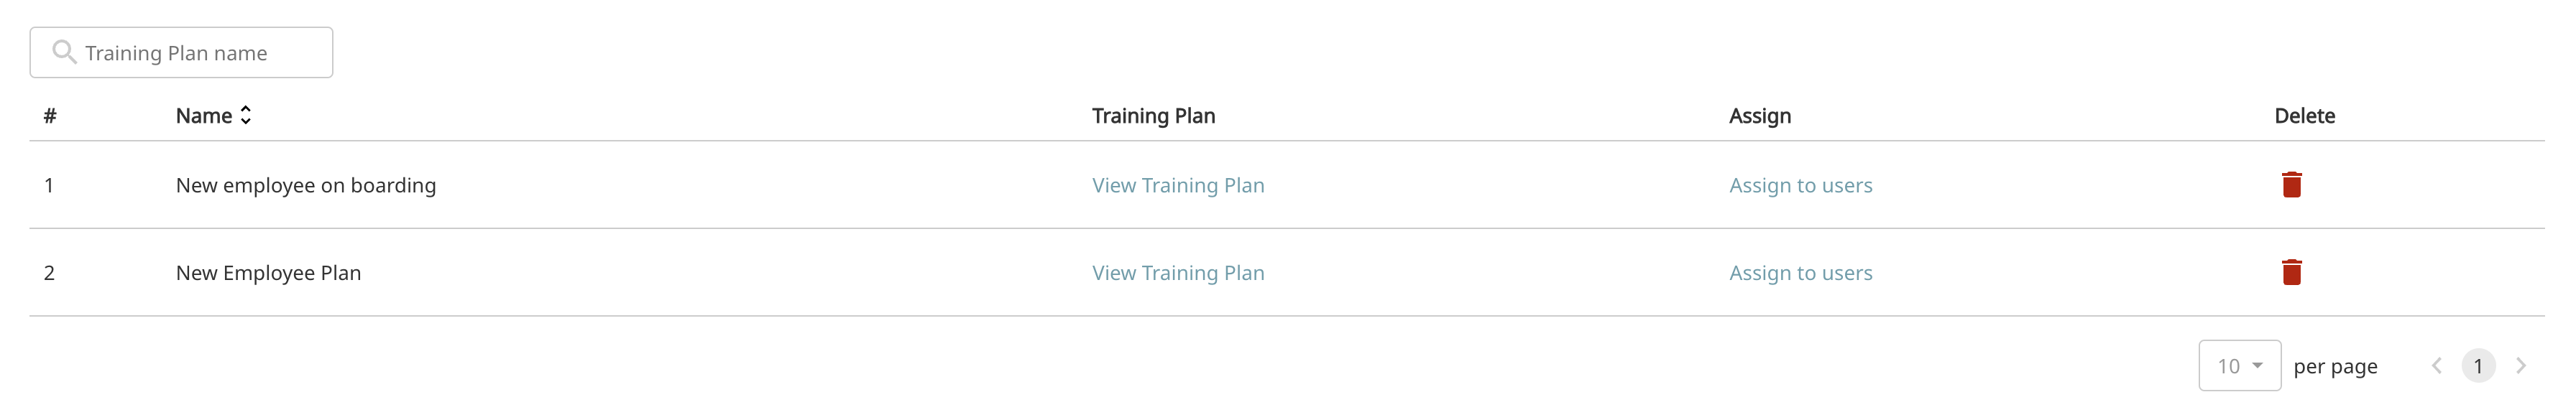 Training Plan name
# Name Training Plan Assign Delete
1 New employee on boarding View Training Plan Assign to users
2 New Employee Plan View Training Plan Assign to users
10 per page 1